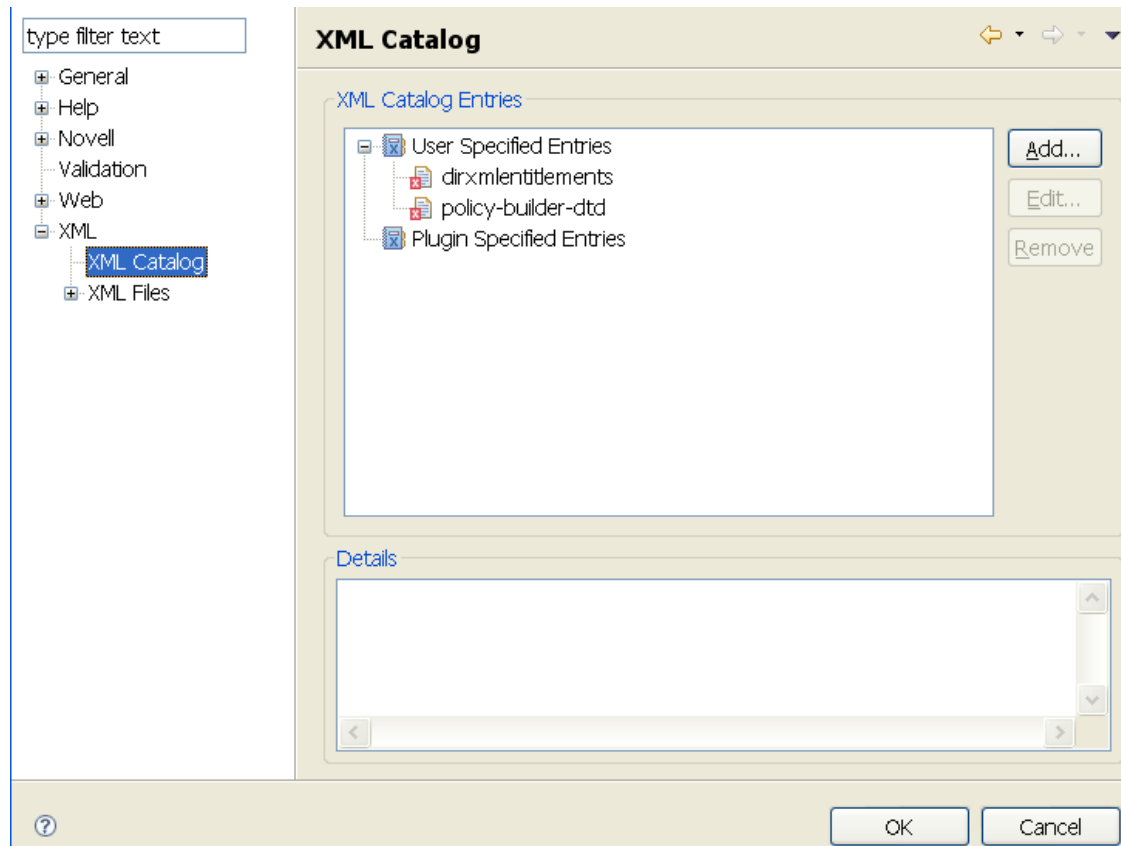 type filter text
General
Help
Novell
Validation
Web
XML
XML Catalog
XML Files
XML Catalog
XML Catalog Entries
User Specified Entries
dirxmlentitlements
policy-builder-dtd
Plugin Specified Entries
Add...
Edit...
Remove
Details
OK
Cancel